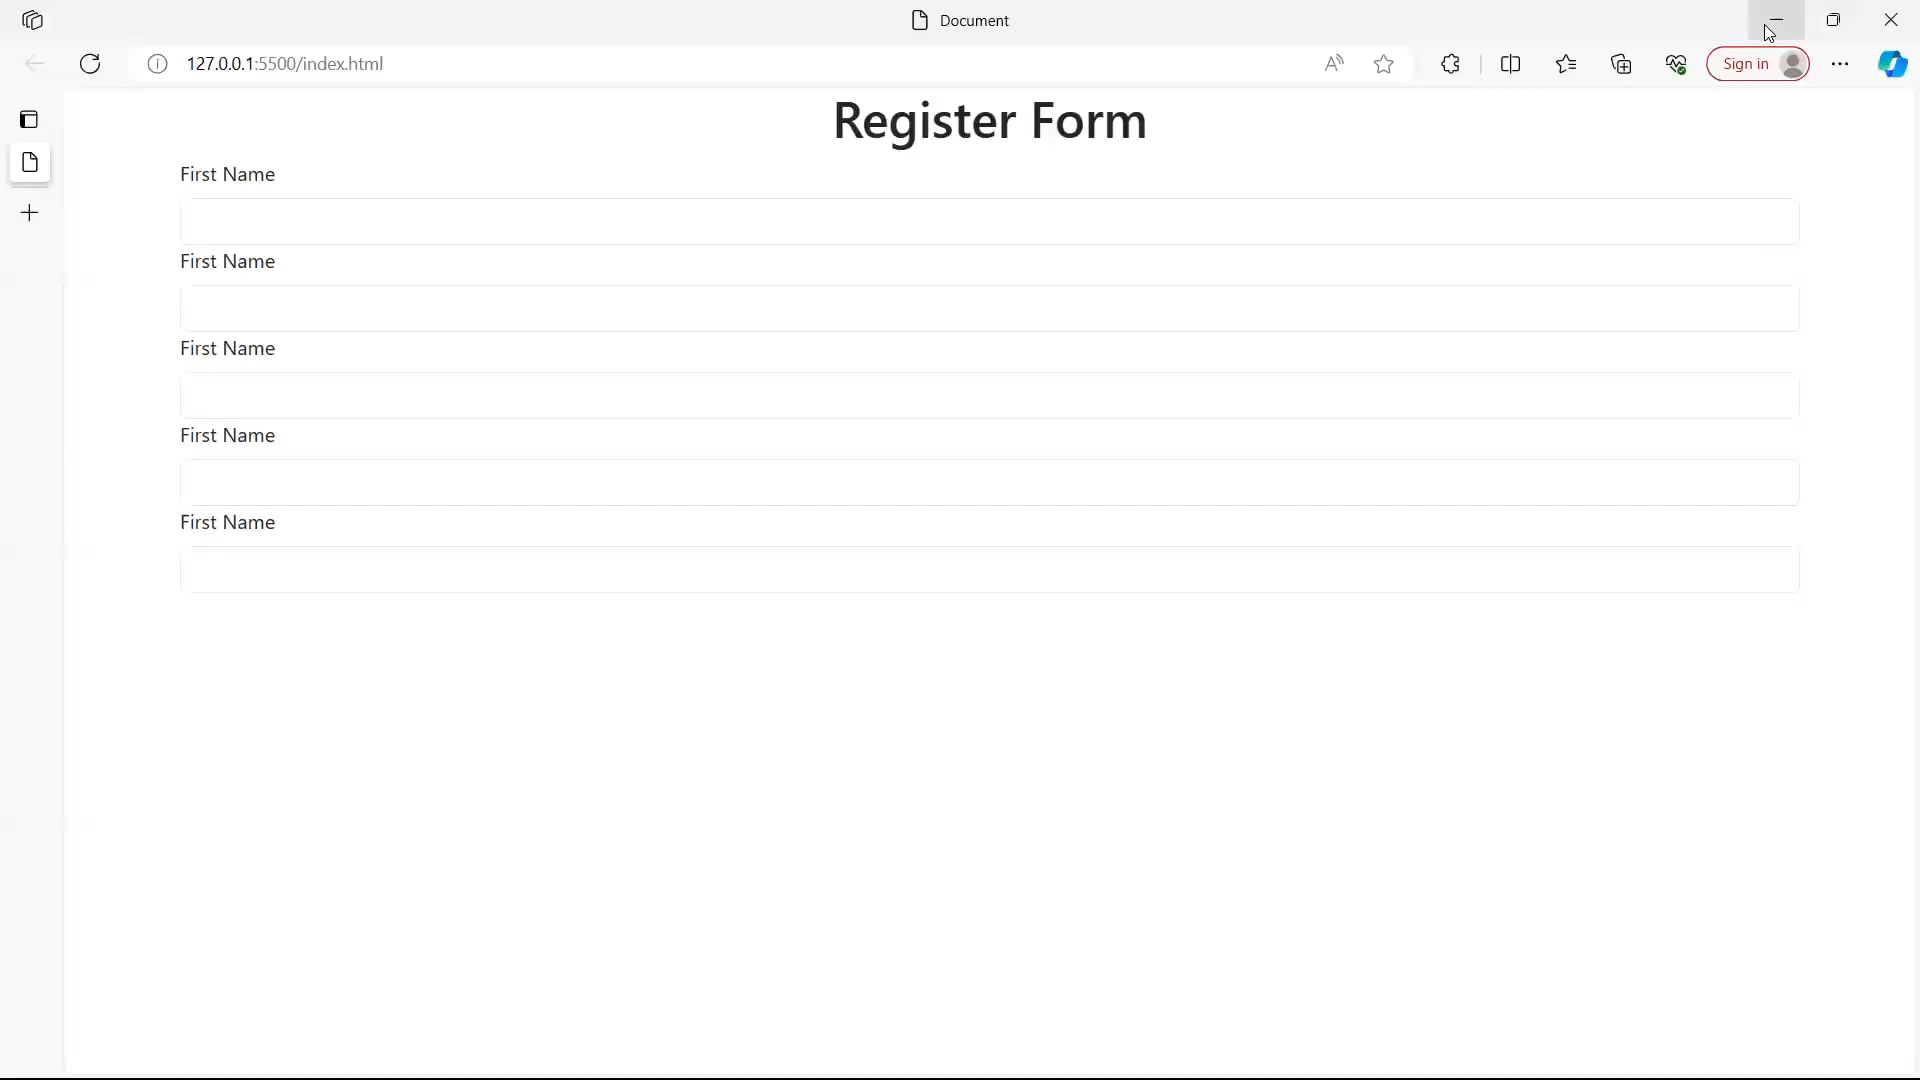 Document
127.0.0.1:5500/index.html
Sign in
Register Form
First Name
First Name
First Name
First Name
First Name